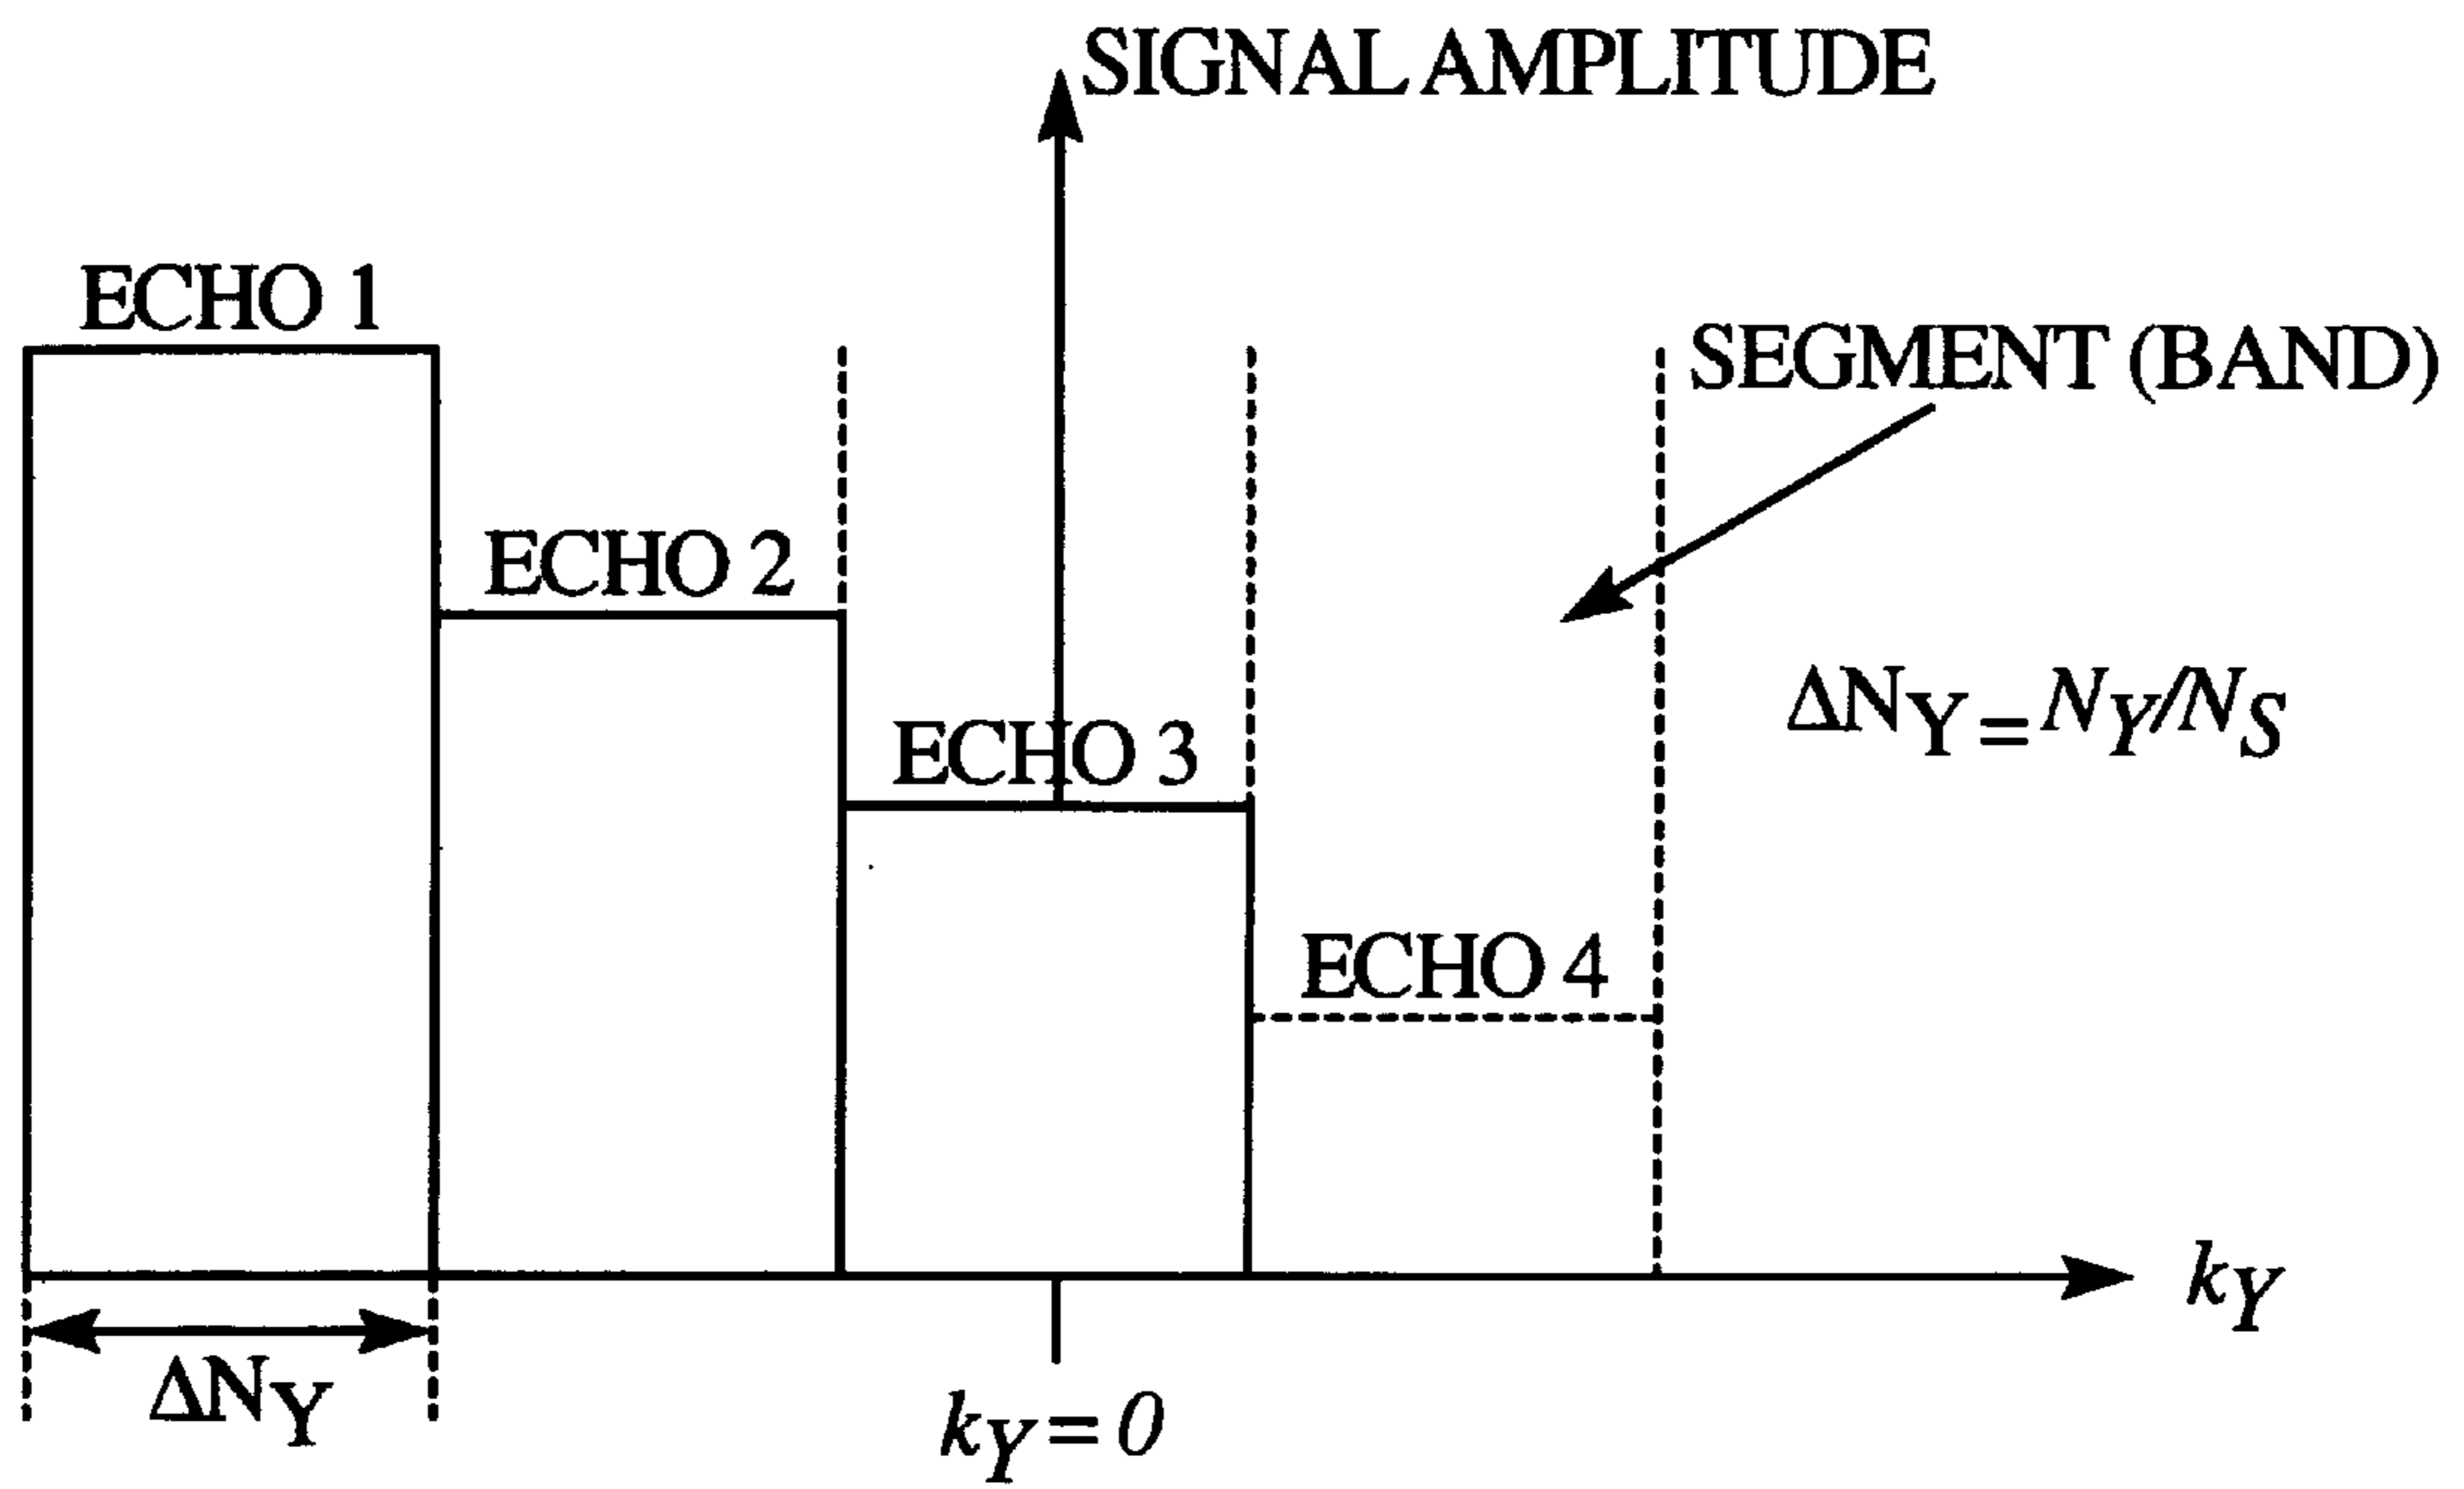 SIGNAL AMPLITUDE
ECHO 1
SEGMENT (BAND)
ECHO 2
ΔNY = NY/NS
ECHO 3
ECHO 4
kY
ΔNY
kY = 0